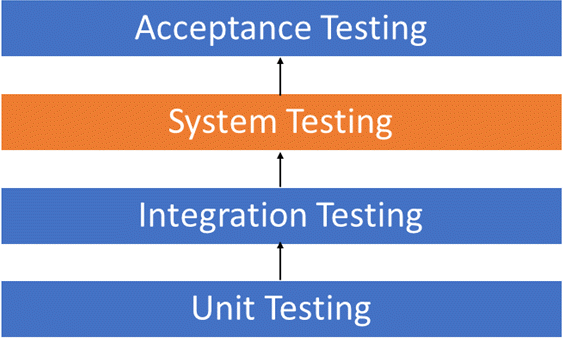 Acceptance Testing
System Testing
Integration Testing
Unit Testing